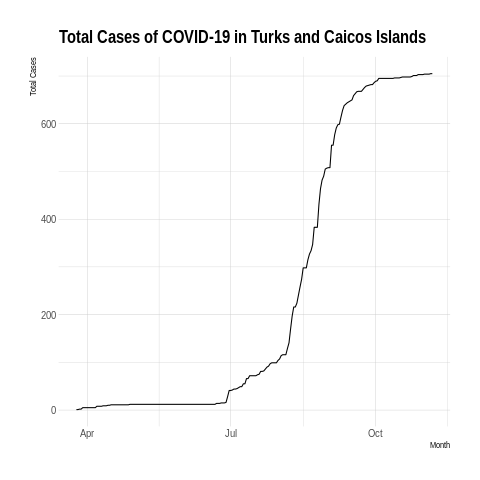 Total Cases of COVID-19 in Turks and Caicos Islands
Total Cases
600
400
200
0
Apr Jul Oct
Month